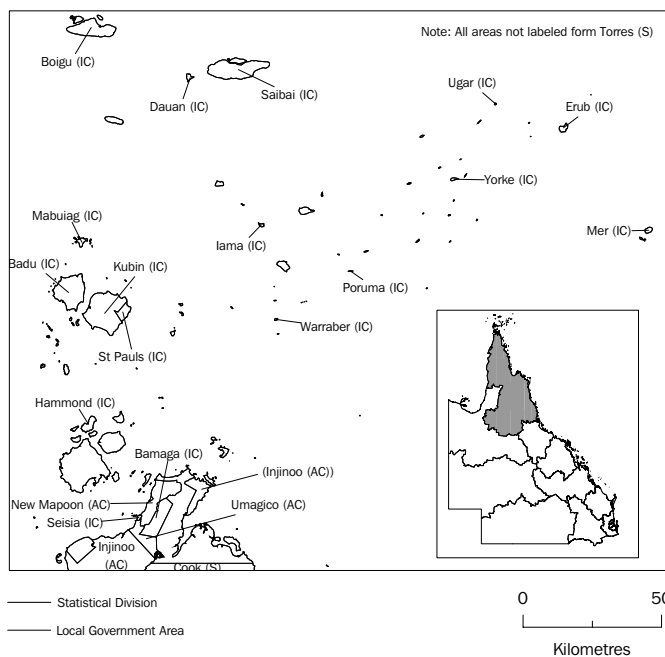 Note: All areas not labeled form Torres (S)
Boigu (IC)
Saibai (IC)
Dauan (IC)
Ugar (IC)
Erub (IC)
Yorke (IC)
Mabuiag (IC)
Iama (IC)
Mer (IC)
Badu (IC)
Kubin (IC)
Poruma (IC)
Warraber (IC)
St Pauls (IC)
Hammond (IC)
Bamaga (IC)
(Injinoo (AC))
New Mapoon (AC)
Umagico (AC)
Seisia (IC)
Injinoo
(AC)
Cook (S)
Statistical Division
Local Government Area
0
50
Kilometres